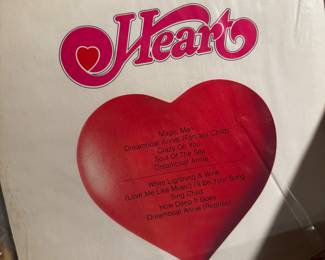 Heart
Magic Man
Dreamboat Annie (Fantasy Child)
Crazy On You
Soul Of The Sea
Dreamboat Annie
White Lightning & Wine
(Love Me Like Music) I'll Be Your Song
Sing Child
How Deep It Goes
Dreamboat Annie (Reprise)